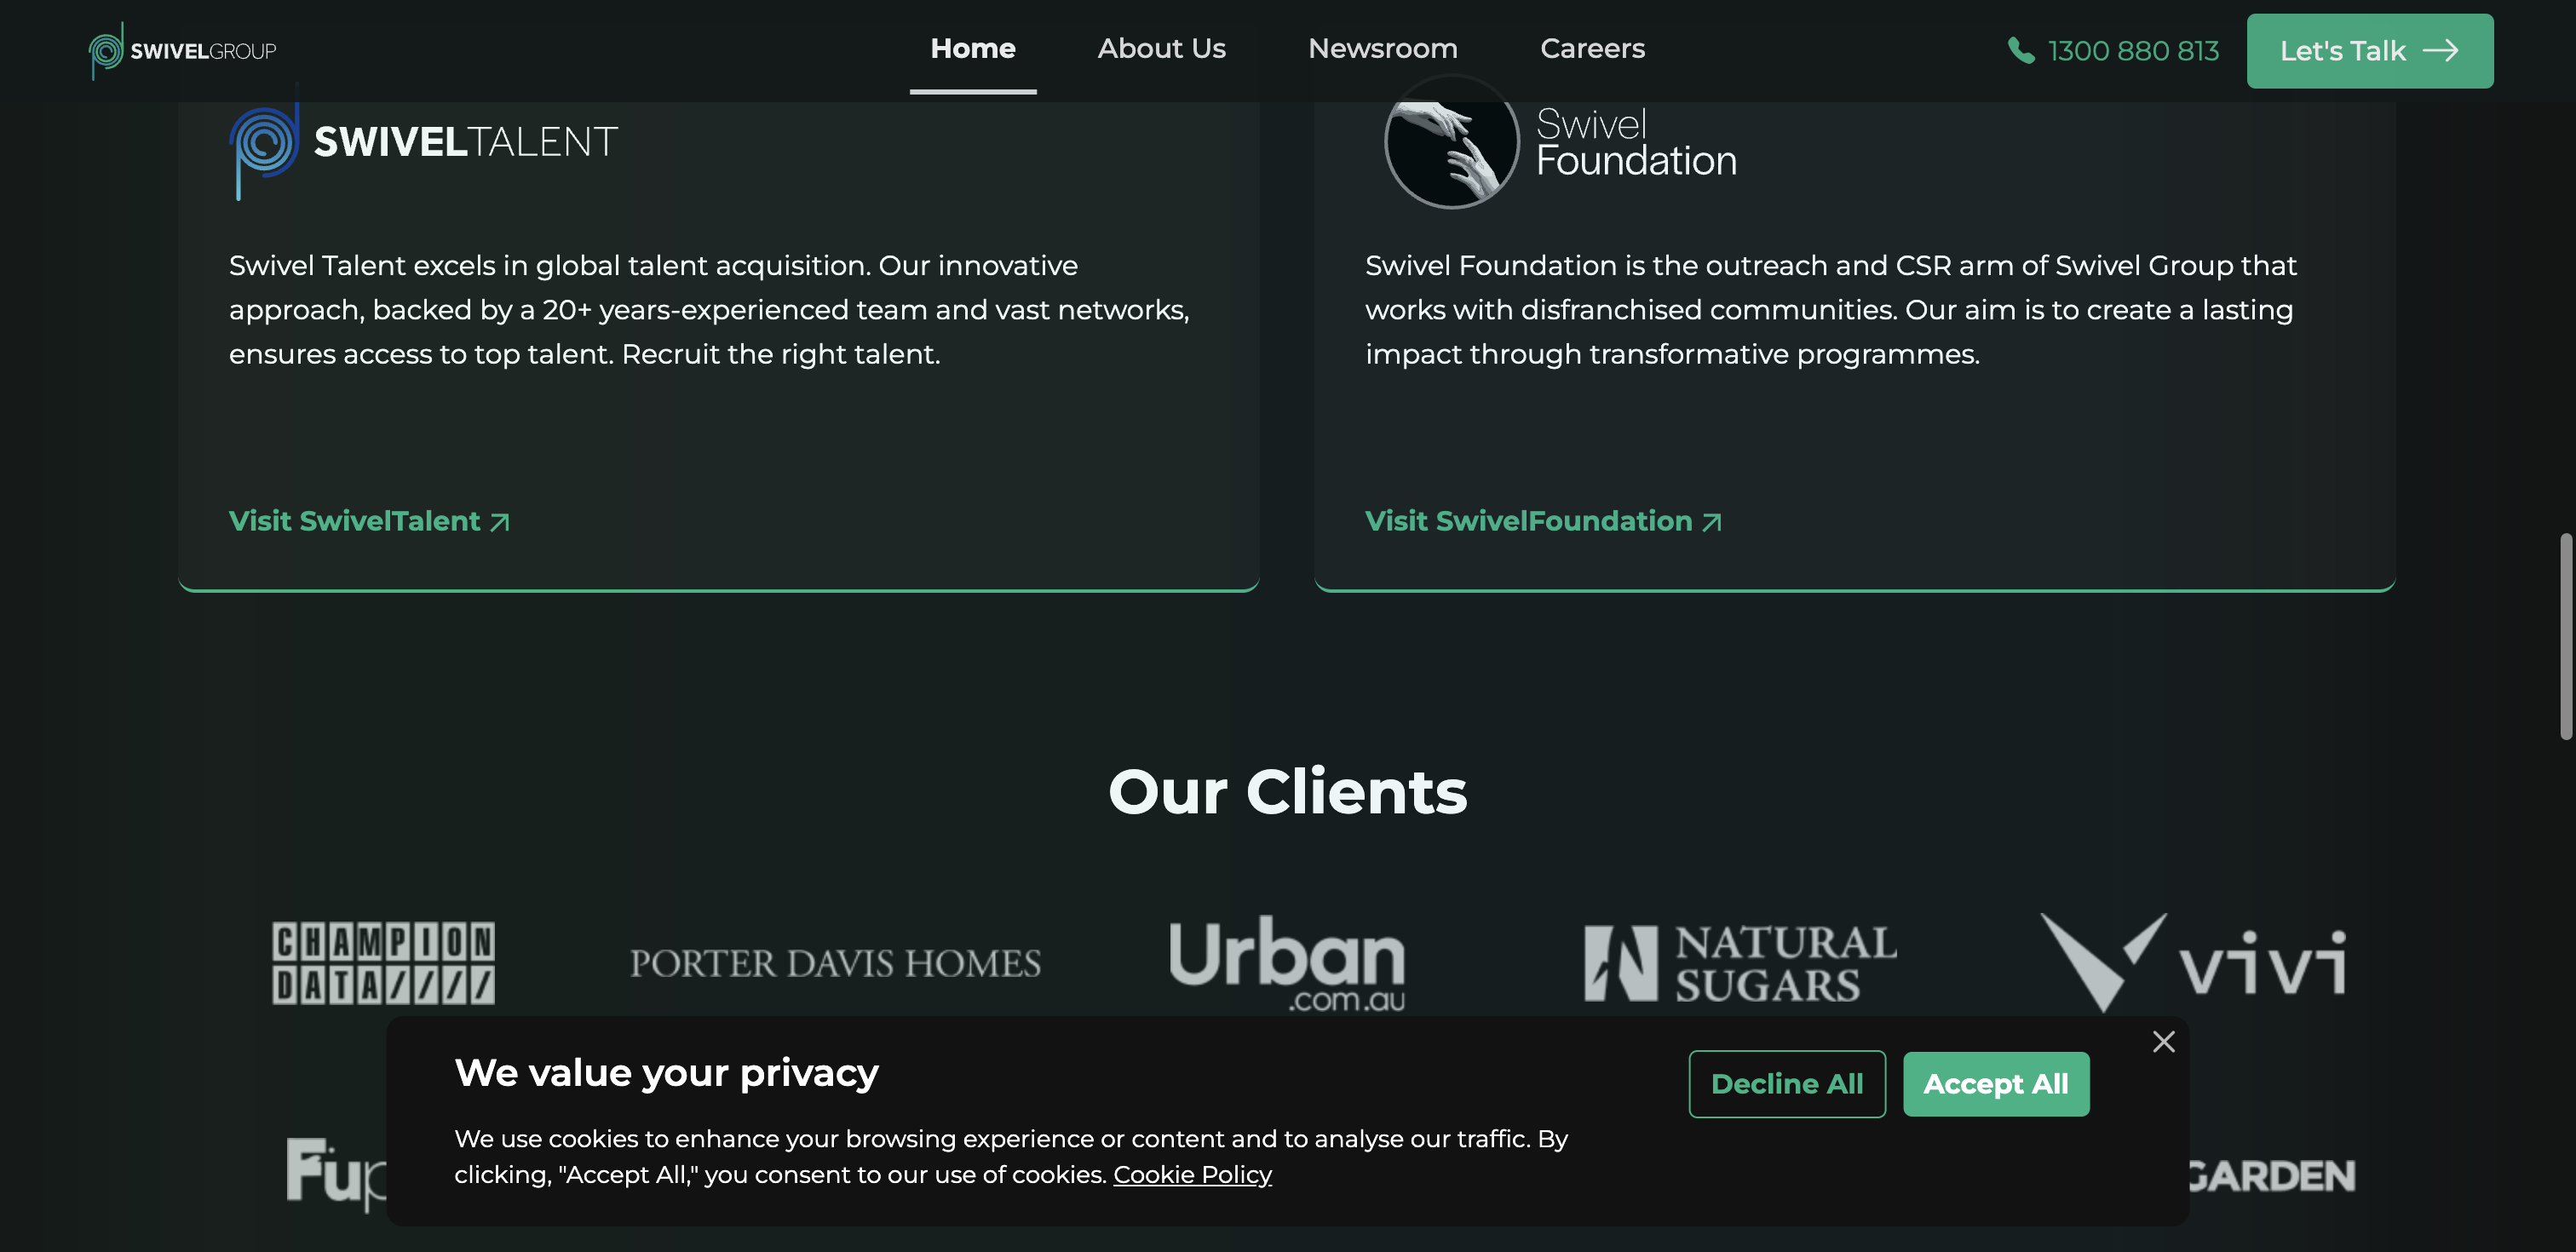 SWIVELGROUP
Home
About Us
Newsroom
Careers
1300 880 813
Let's Talk
SWIVELTALENT
Swivel Talent excels in global talent acquisition. Our innovative
approach, backed by a 20+ years-experienced team and vast networks,
ensures access to top talent. Recruit the right talent.
Visit SwivelTalent
Swivel
Foundation
Swivel Foundation is the outreach and CSR arm of Swivel Group that
works with disfranchised communities. Our aim is to create a lasting
impact through transformative programmes.
Visit SwivelFoundation
Our Clients
CHAMPION
DATA/////
PORTER DAVIS HOMES
Urban
.com.au
NATURAL
SUGARS
vivi
We value your privacy
We use cookies to enhance your browsing experience or content and to analyse our traffic. By
clicking, "Accept All," you consent to our use of cookies. Cookie Policy
Decline All
Accept All
GARDEN